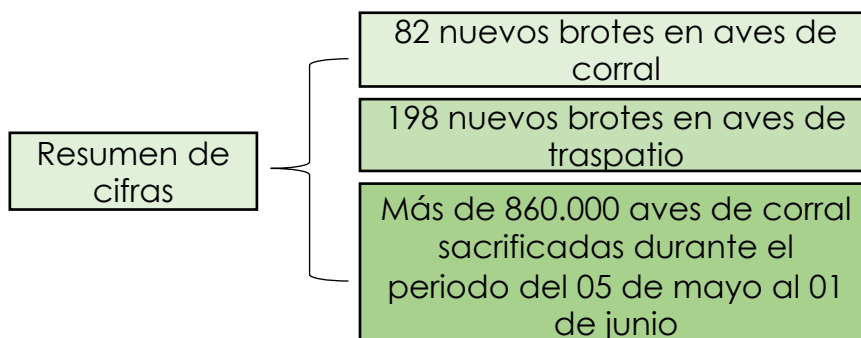 Resumen de
cifras
82 nuevos brotes en aves de
corral
198 nuevos brotes en aves de
traspatio
Más de 860.000 aves de corral
sacrificadas durante el
periodo del 05 de mayo al 01
de junio